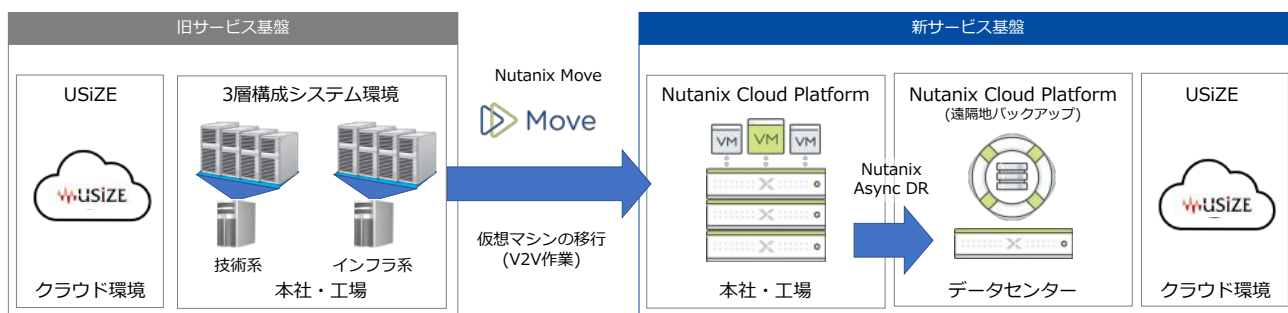 旧サービス基盤
USiZE
USiZE
クラウド環境
3層構成システム環境
技術系
インフラ系
本社・工場
Nutanix Move
Move
仮想マシンの移行
(V2V作業)
新サービス基盤
Nutanix Cloud Platform
VM
VM
VM
本社・工場
Nutanix
Async DR
Nutanix Cloud Platform
(遠隔地バックアップ)
データセンター
USiZE
USiZE
クラウド環境